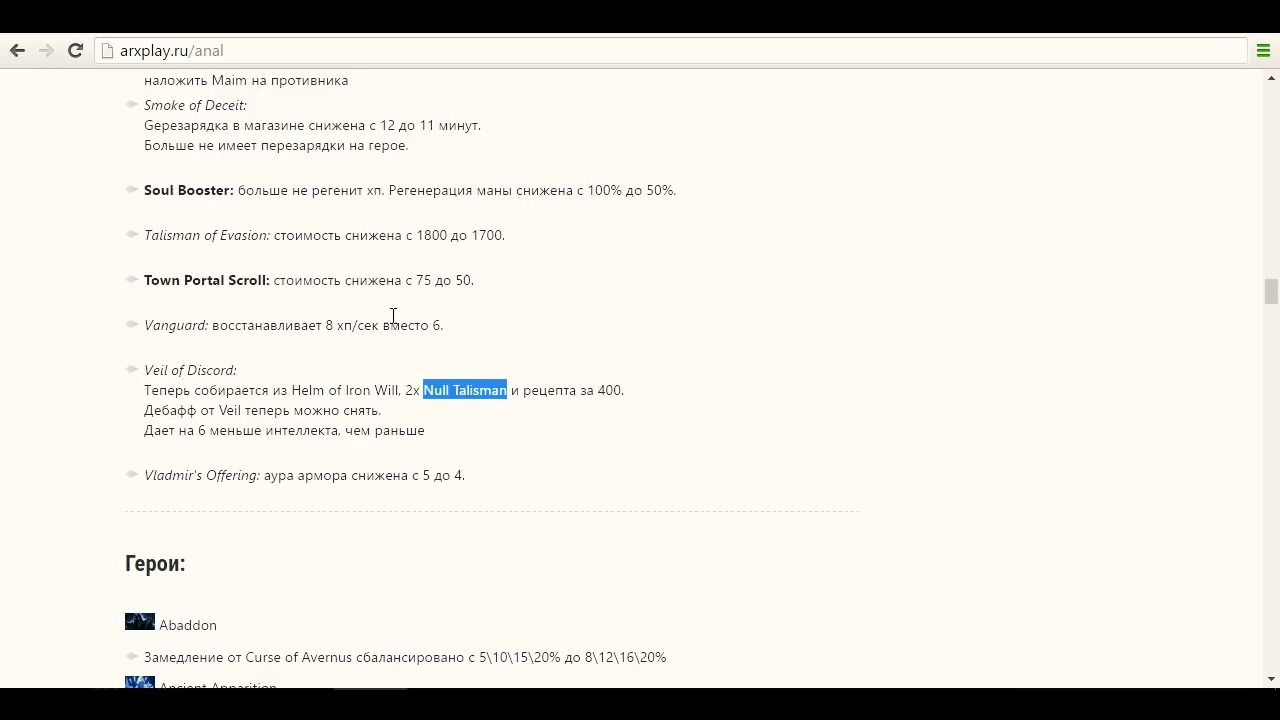 arxplay.ru/anal
наложить Maim на противника
Smoke of Deceit:
Gерезарядка в магазине снижена с 12 до 11 минут.
Больше не имеет перезарядки на герое.
Soul Booster: больше не регенит хп. Регенерация маны снижена с 100% до 50%.
Talisman of Evasion: стоимость снижена с 1800 до 1700.
Town Portal Scroll: стоимость снижена с 75 до 50.
Vanguard: восстанавливает 8 хп/сек вместо 6.
Veil of Discord:
Теперь собирается из Helm of Iron Will, 2x Null Talisman и рецепта за 400.
Дебафф от Veil теперь можно снять.
Дает на 6 меньше интеллекта, чем раньше
Vladmir's Offering: аура армора снижена с 5 до 4.
Герои:
Abaddon
Замедление от Curse of Avernus сбалансировано с 5\10\15\20% до 8\12\16\20%
Ancient Apparition